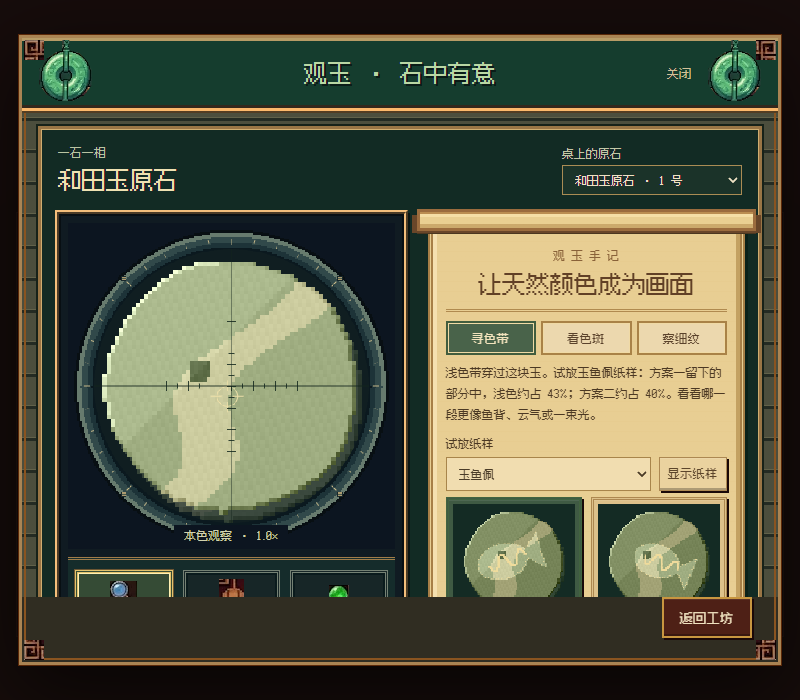 观玉 · 石中有意
关闭
一石一相
和田玉原石
桌上的原石
和田玉原石 · 1 号
本色观察 · 1.0×
观玉手记
让天然颜色成为画面
寻色带
看色斑
察细纹
浅色带穿过这块玉。试放玉鱼佩纸样：方案一留下的
部分中，浅色约占 43%；方案二约占 40%。看看哪一
段更像鱼背、云气或一束光。
试放纸样
玉鱼佩
显示纸样
返回工坊